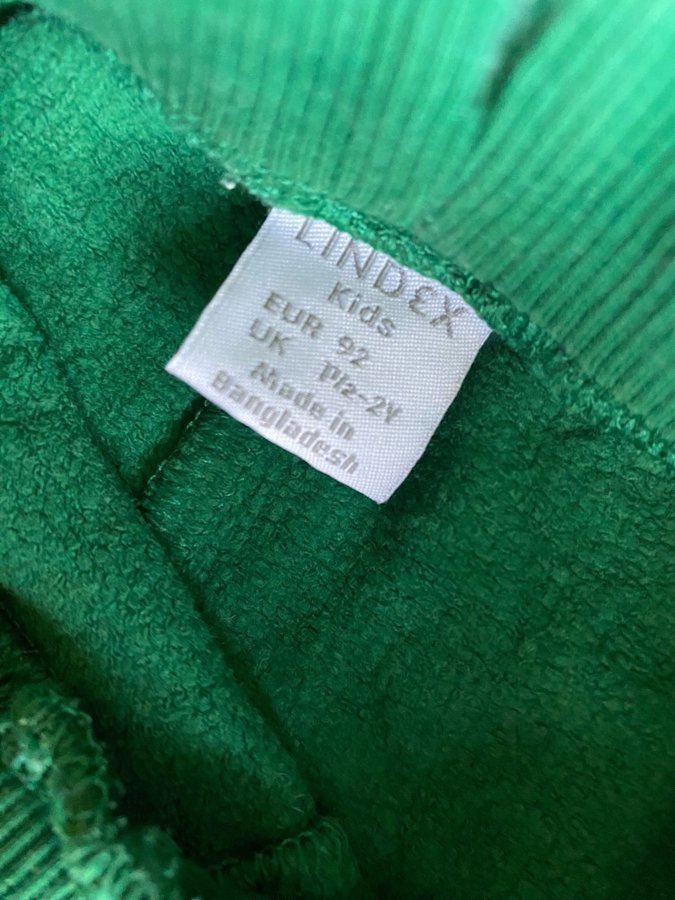 LINDEX
Kids
EUR 92
UK 1½-2Y
Made in
Bangladesh